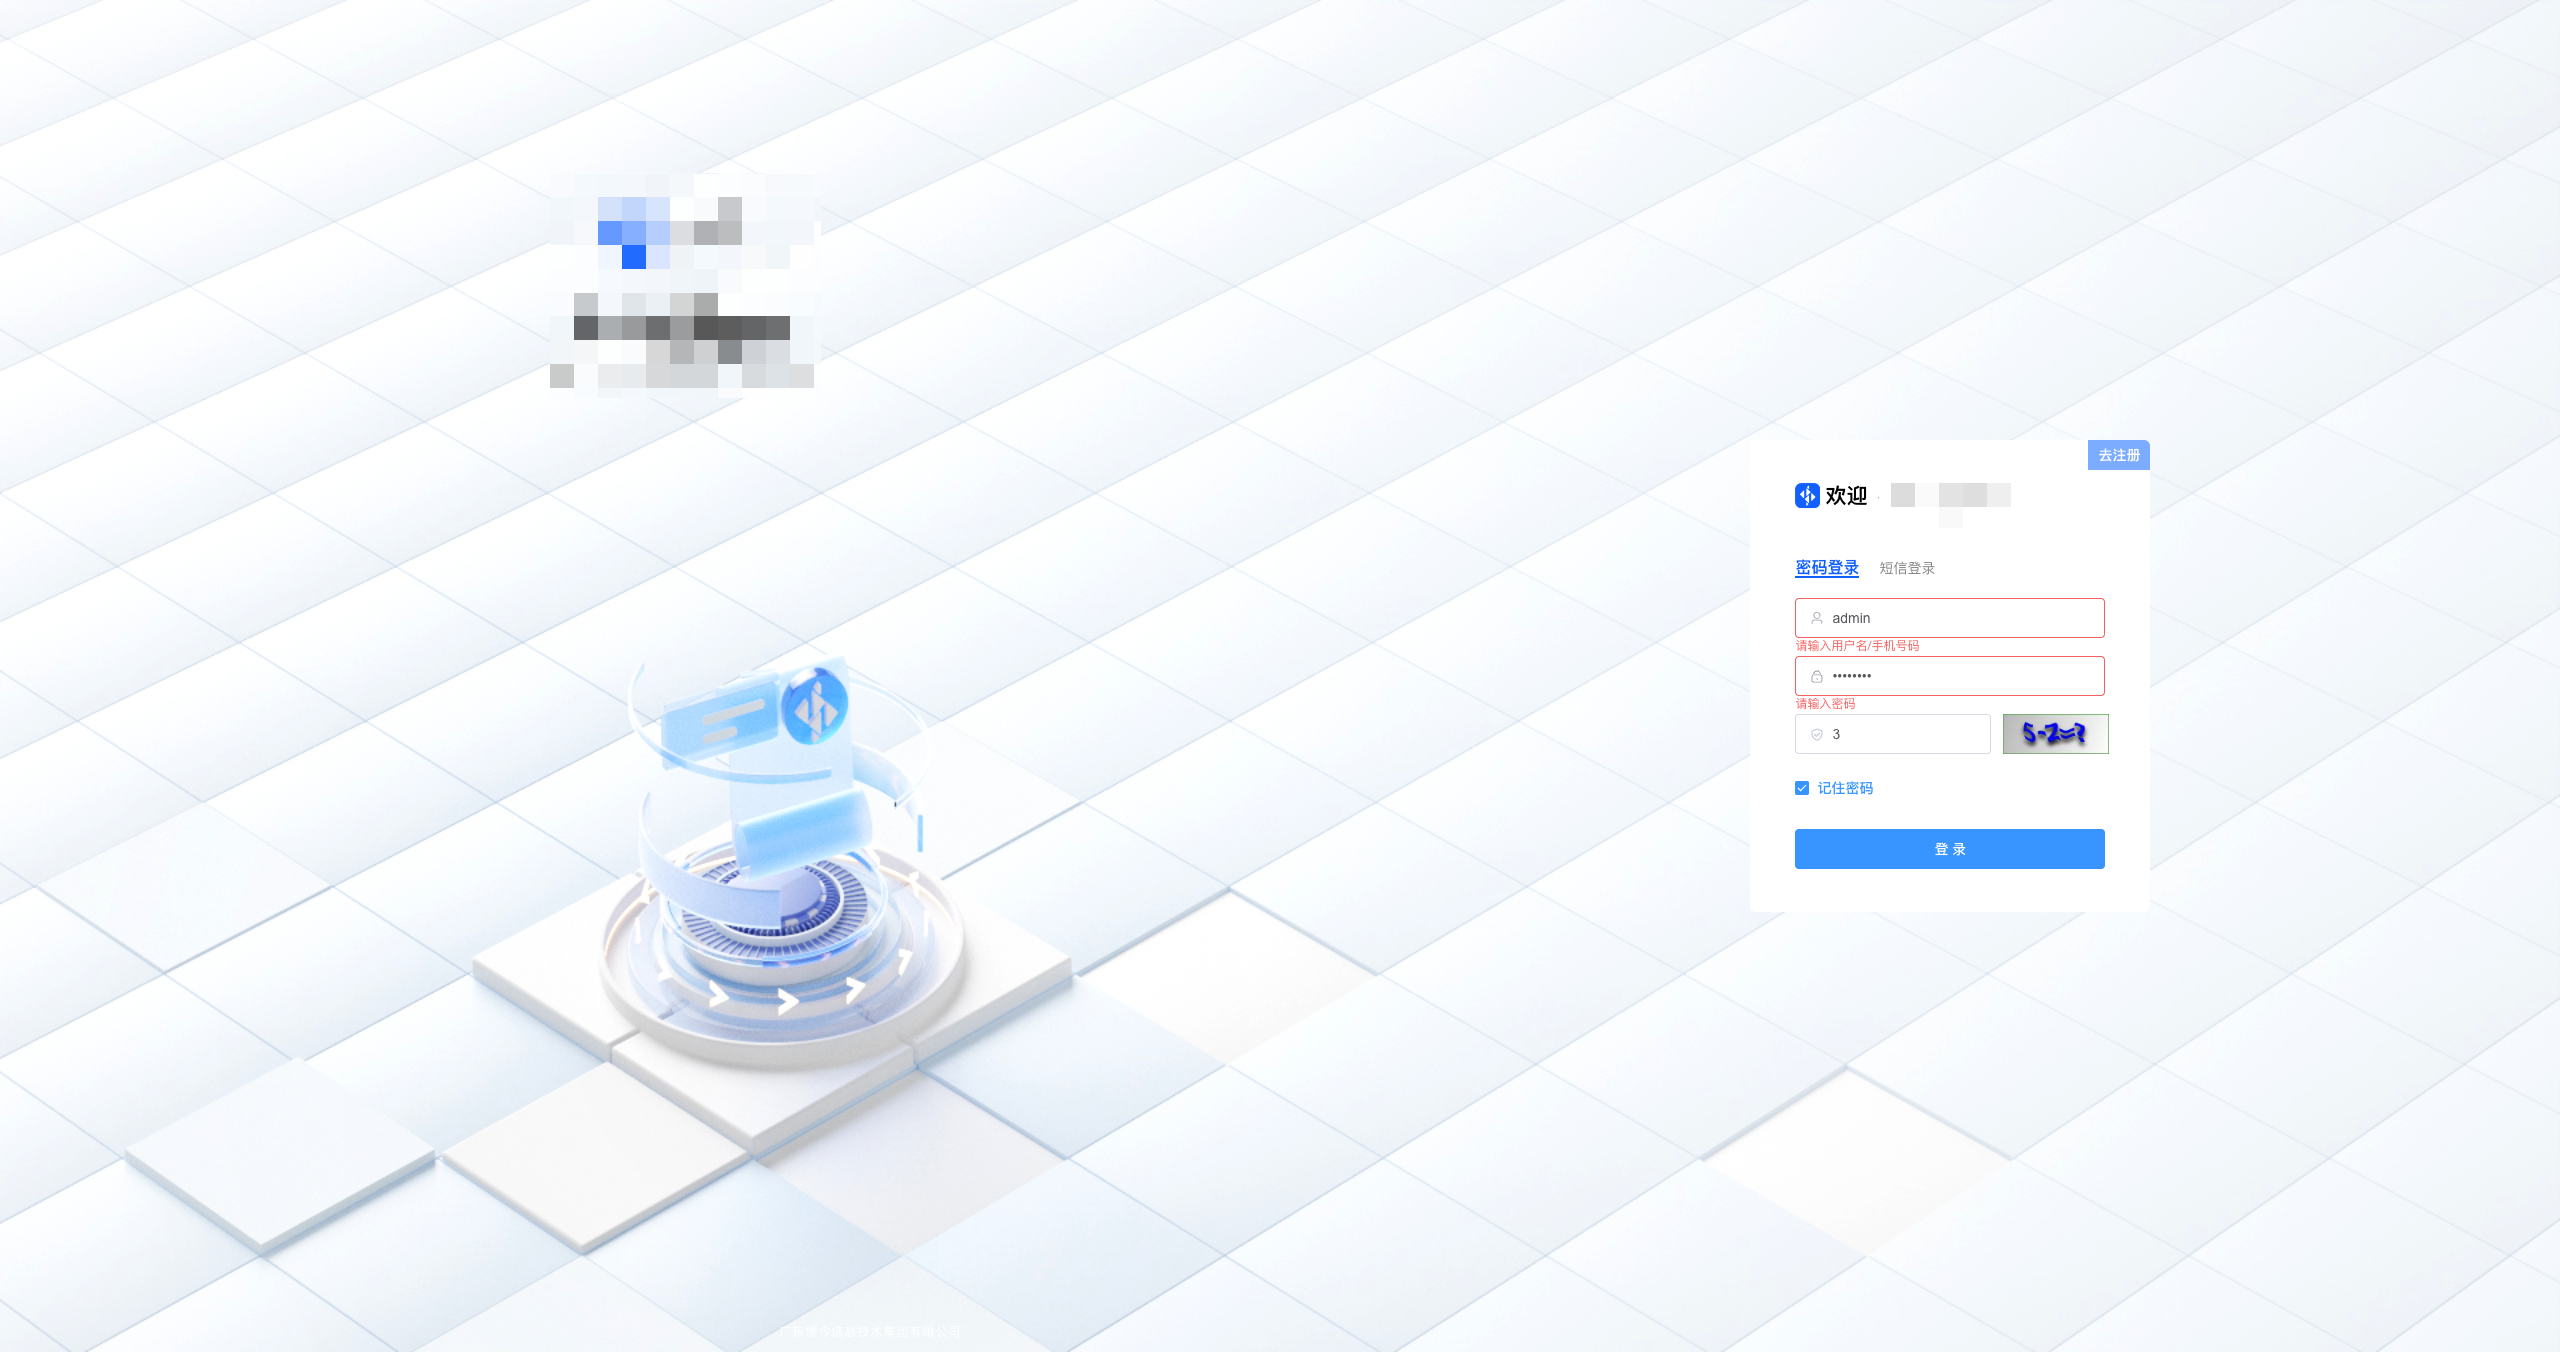 去注册
欢迎 ·
密码登录 短信登录
admin
请输入用户名/手机号码
••••••••
请输入密码
3
5-2=?
记住密码
登 录